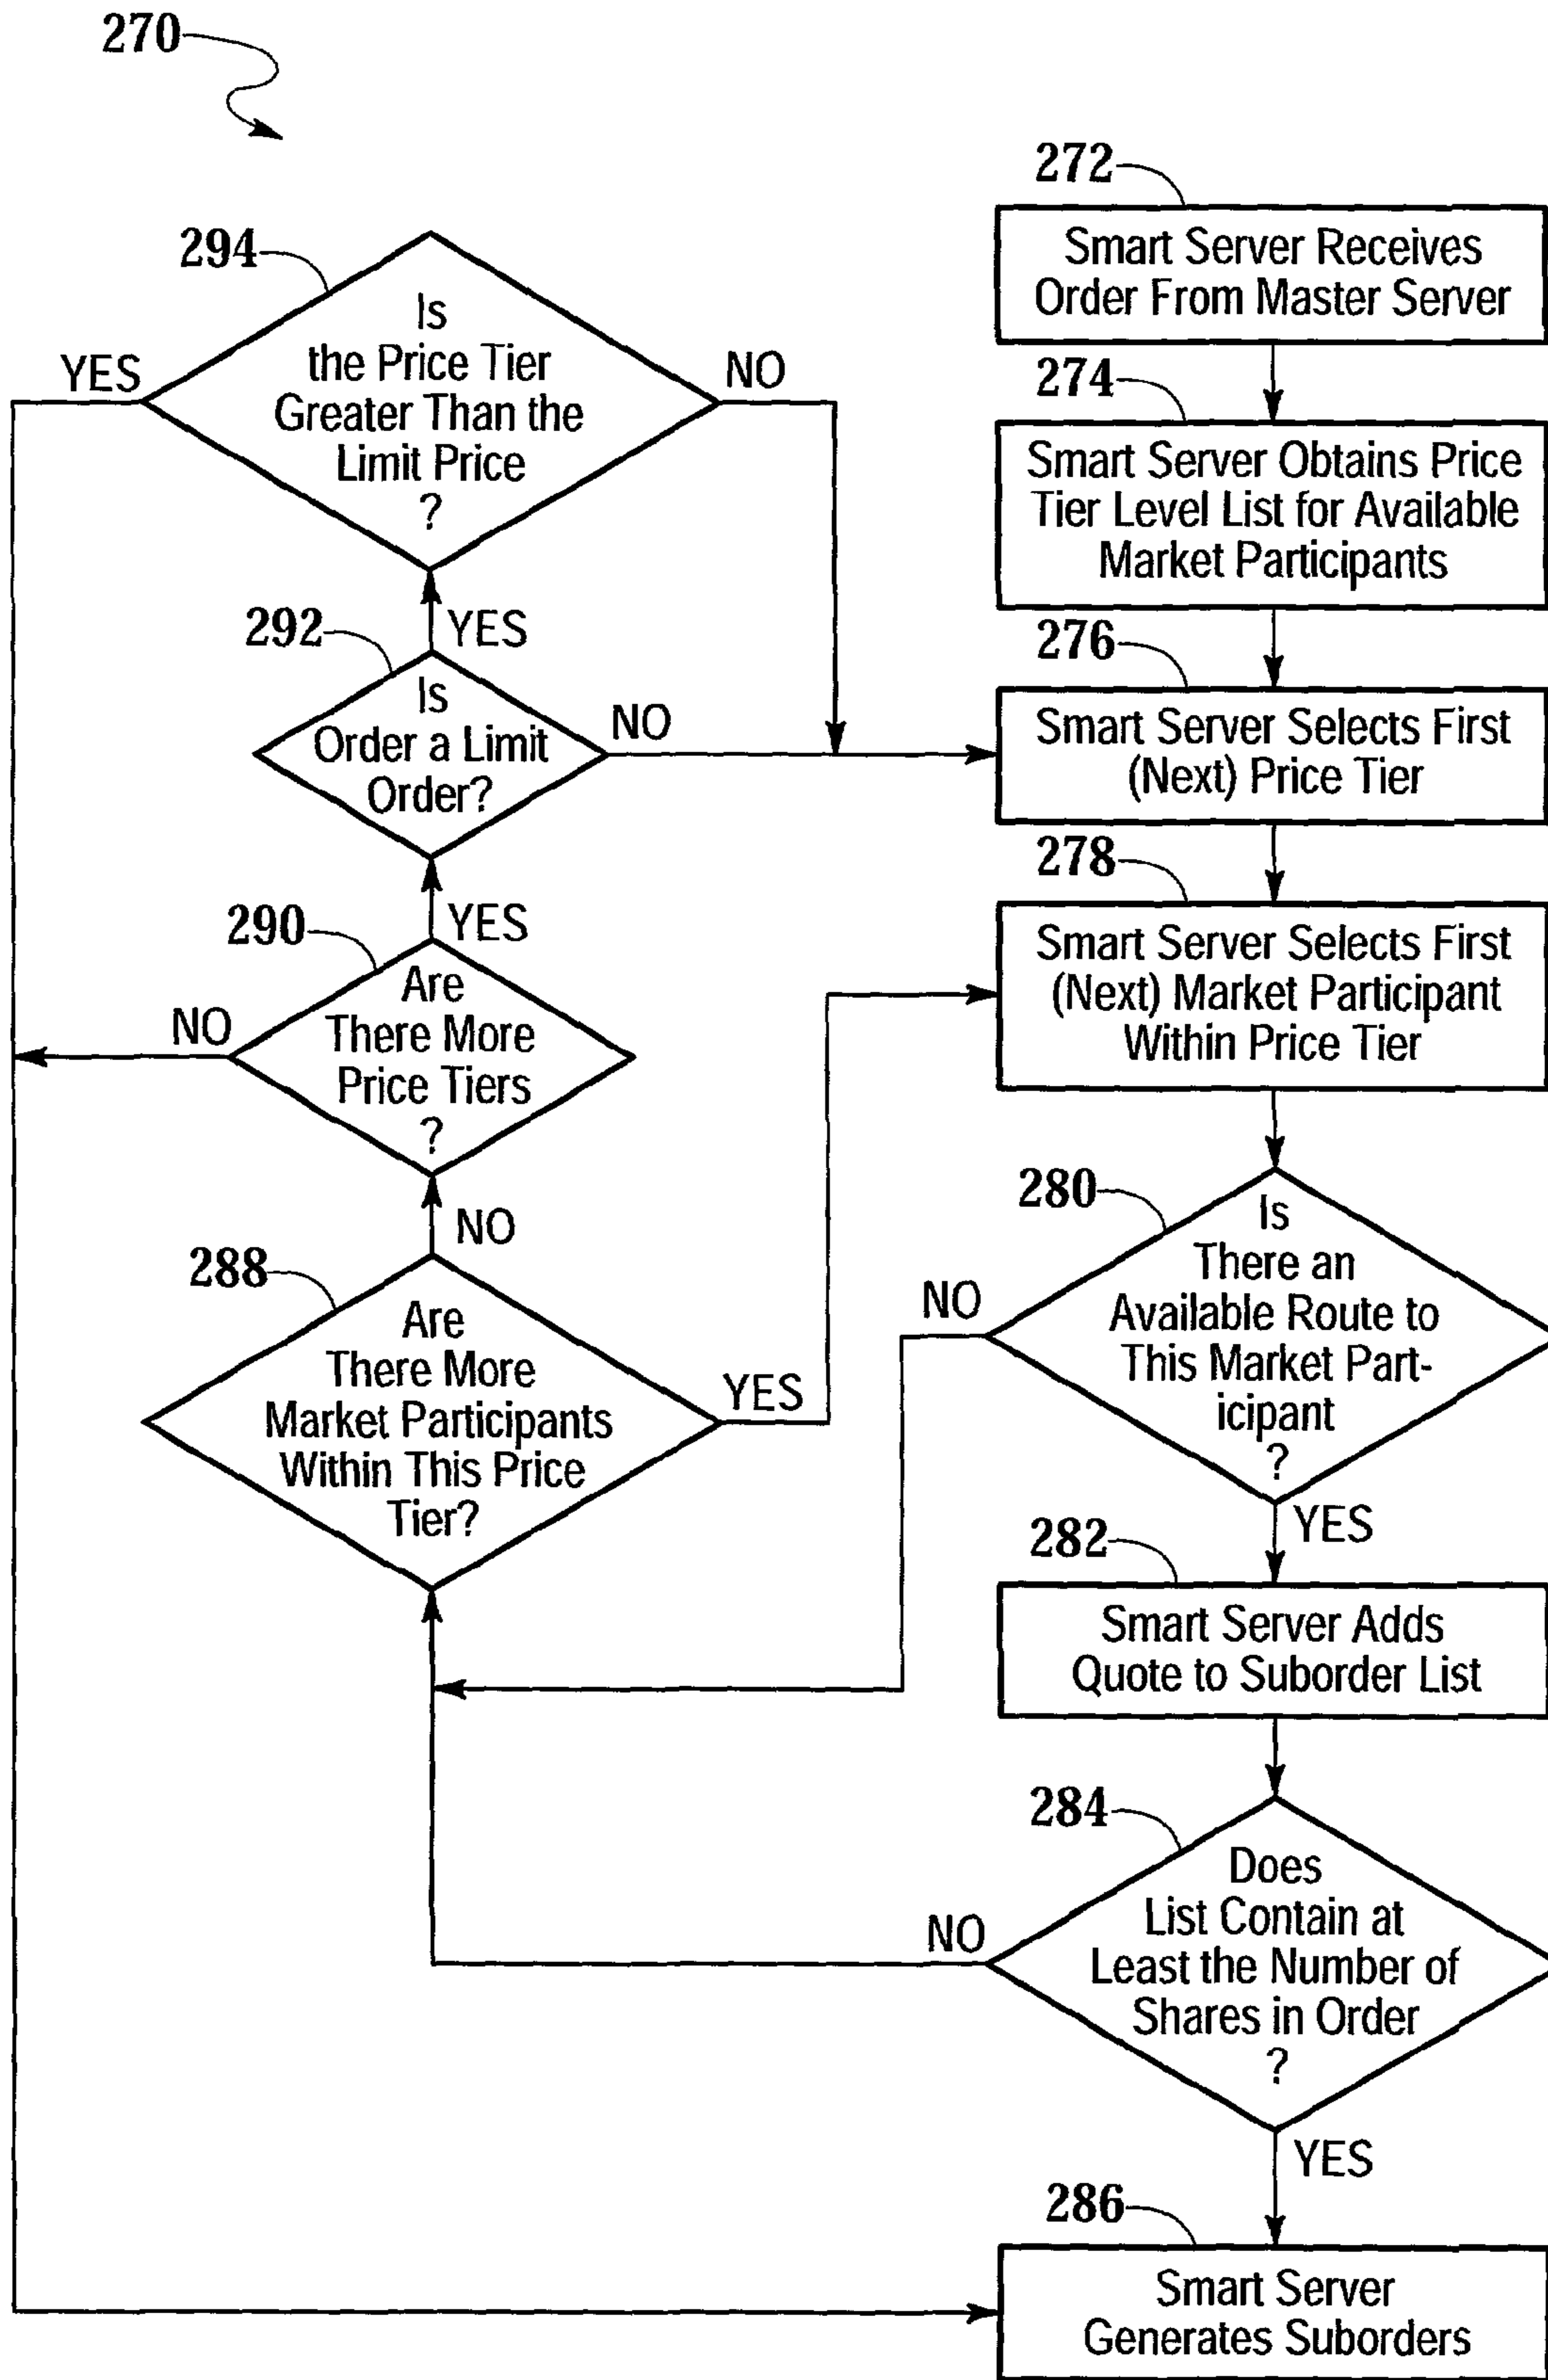 270
272
Smart Server Receives
Order From Master Server
274
Smart Server Obtains Price
Tier Level List for Available
Market Participants
276
Smart Server Selects First
(Next) Price Tier
278
Smart Server Selects First
(Next) Market Participant
Within Price Tier
280
Is
There an
Available Route to
This Market Part-
icipant
?
NO
YES
282
Smart Server Adds
Quote to Suborder List
284
Does
List Contain at
Least the Number of
Shares in Order
?
NO
YES
286
Smart Server
Generates Suborders
288
Are
There More
Market Participants
Within This Price
Tier?
YES
NO
290
Are
There More
Price Tiers
?
NO
YES
292
Is
Order a Limit
Order?
NO
YES
294
Is
the Price Tier
Greater Than the
Limit Price
?
YES
NO